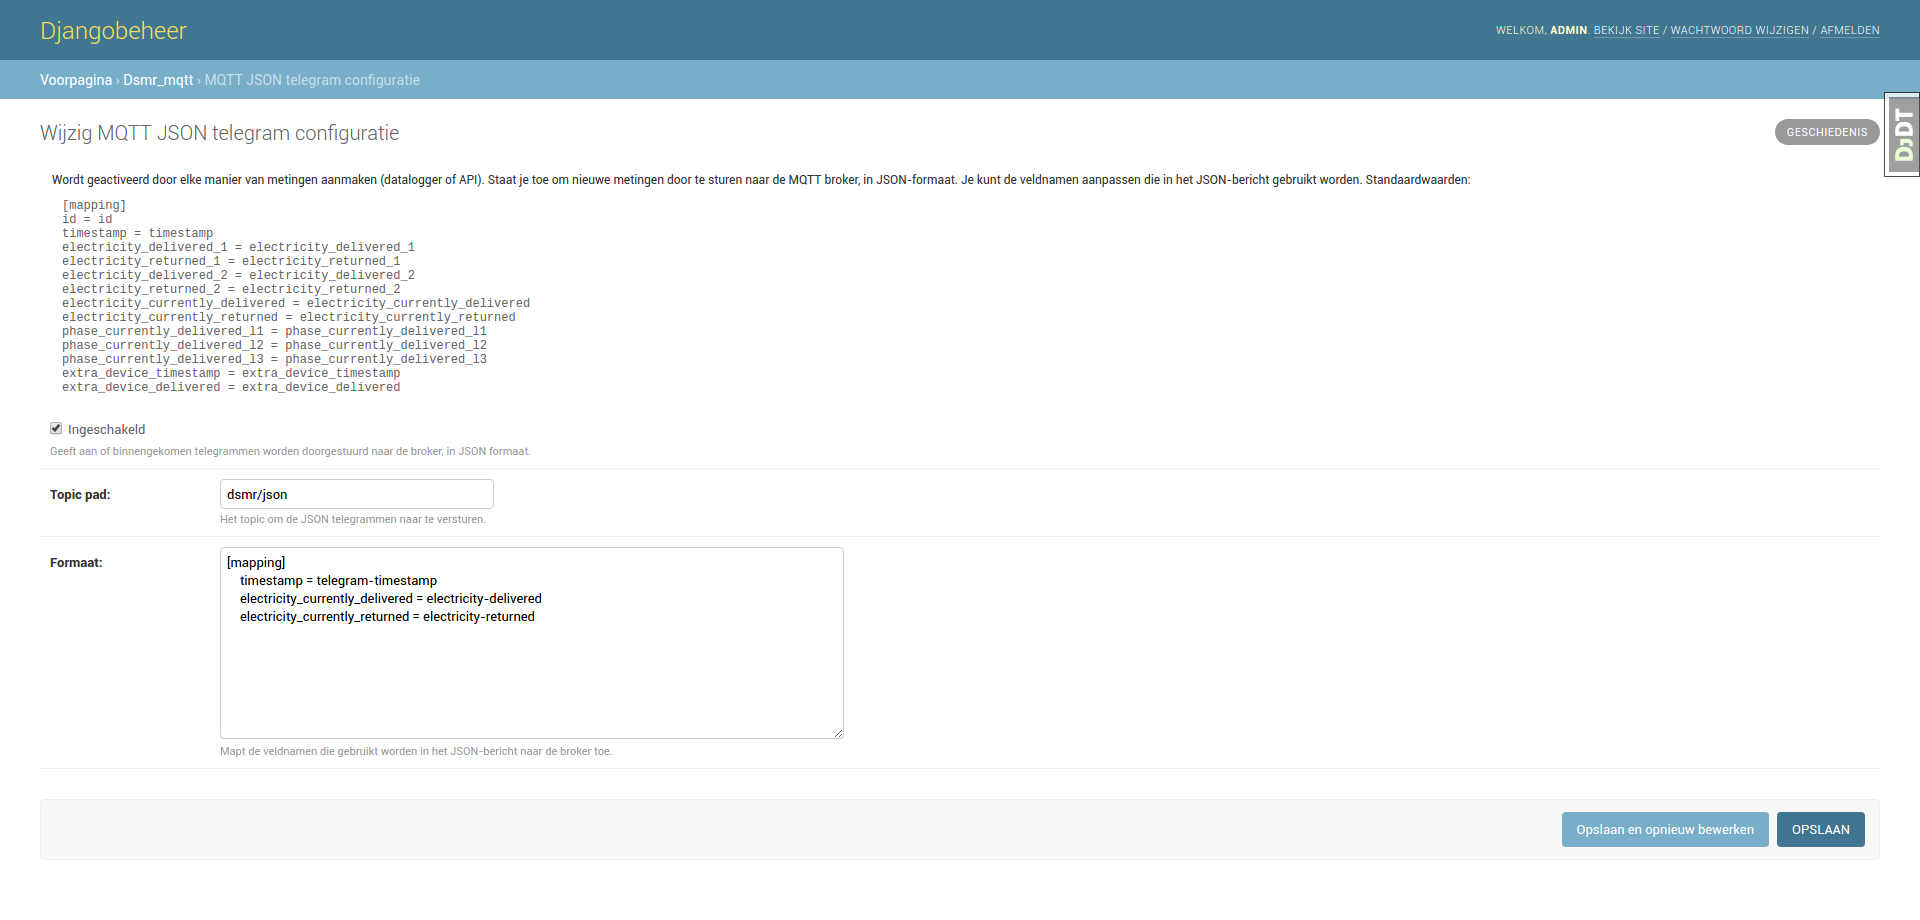 Djangobeheer
WELKOM, ADMIN. BEKIJK SITE / WACHTWOORD WIJZIGEN / AFMELDEN
Voorpagina › Dsmr_mqtt › MQTT JSON telegram configuratie
Wijzig MQTT JSON telegram configuratie
GESCHIEDENIS
DJDT
Wordt geactiveerd door elke manier van metingen aanmaken (datalogger of API). Staat je toe om nieuwe metingen door te sturen naar de MQTT broker, in JSON-formaat. Je kunt de veldnamen aanpassen die in het JSON-bericht gebruikt worden. Standaardwaarden:
[mapping]
id = id
timestamp = timestamp
electricity_delivered_1 = electricity_delivered_1
electricity_returned_1 = electricity_returned_1
electricity_delivered_2 = electricity_delivered_2
electricity_returned_2 = electricity_returned_2
electricity_currently_delivered = electricity_currently_delivered
electricity_currently_returned = electricity_currently_returned
phase_currently_delivered_l1 = phase_currently_delivered_l1
phase_currently_delivered_l2 = phase_currently_delivered_l2
phase_currently_delivered_l3 = phase_currently_delivered_l3
extra_device_timestamp = extra_device_timestamp
extra_device_delivered = extra_device_delivered
Ingeschakeld
Geeft aan of binnengekomen telegrammen worden doorgestuurd naar de broker, in JSON formaat.
Topic pad:
dsmr/json
Het topic om de JSON telegrammen naar te versturen.
Formaat:
[mapping]
timestamp = telegram-timestamp
electricity_currently_delivered = electricity-delivered
electricity_currently_returned = electricity-returned
Mapt de veldnamen die gebruikt worden in het JSON-bericht naar de broker toe.
Opslaan en opnieuw bewerken
OPSLAAN